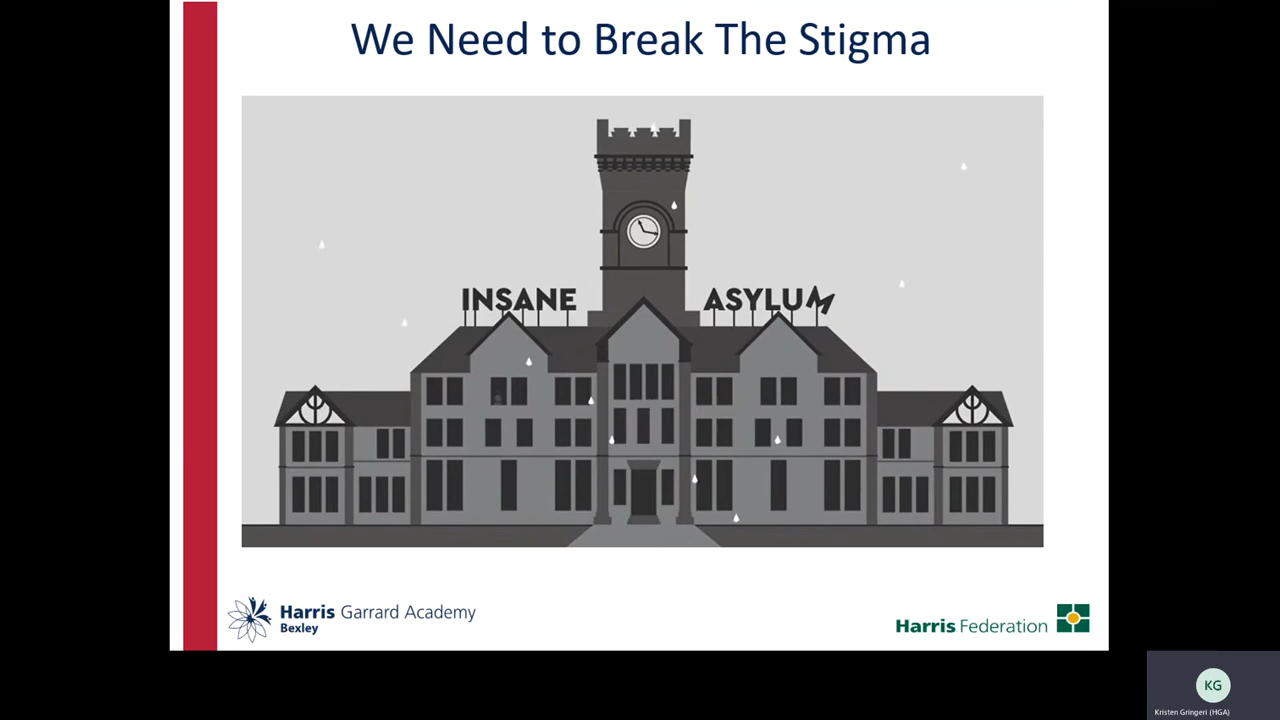 We Need to Break The Stigma
INSANE ASYLUM
Harris Garrard Academy
Bexley
Harris Federation
KG
Kristen Gringeri (HGA)